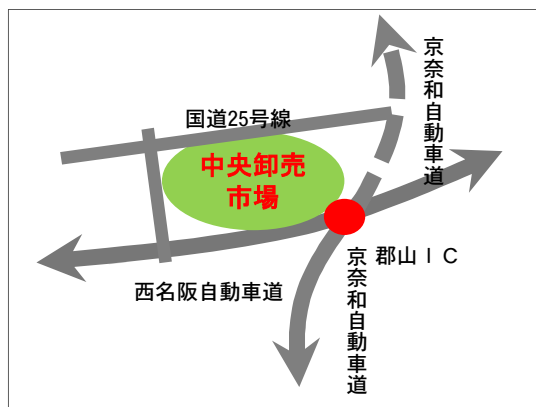 京奈和自動車道
国道25号線
中央卸売
市場
郡山ＩＣ
京奈和自動車道
西名阪自動車道